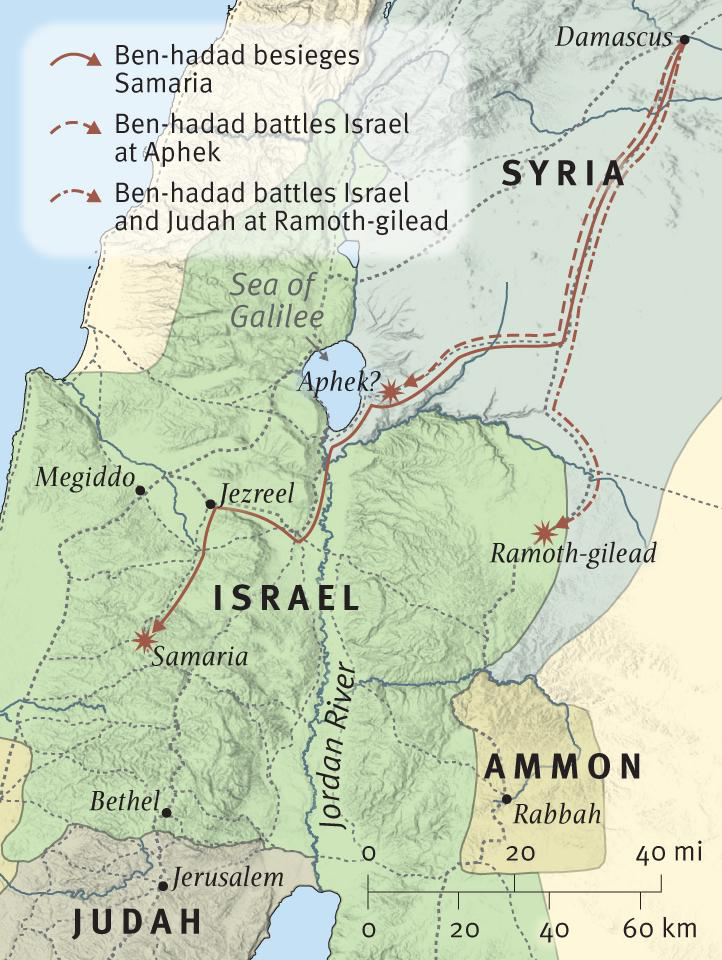 Ben-hadad besieges
Samaria
Ben-hadad battles Israel
at Aphek
Ben-hadad battles Israel
and Judah at Ramoth-gilead
Damascus
SYRIA
Sea of
Galilee
Aphek?
Megiddo
Jezreel
Ramoth-gilead
ISRAEL
Samaria
Jordan River
AMMON
Bethel
Rabbah
Jerusalem
JUDAH
0 20 40 mi
0 20 40 60 km